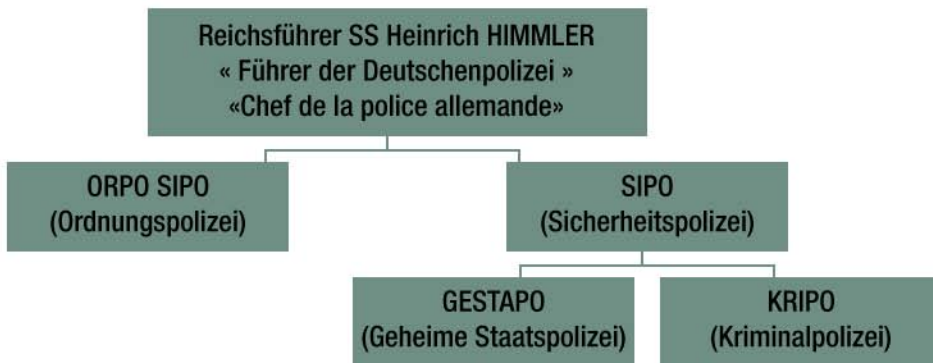 Reichsführer SS Heinrich HIMMLER
« Führer der Deutschenpolizei »
«Chef de la police allemande»
ORPO SIPO
(Ordnungspolizei)
SIPO
(Sicherheitspolizei)
GESTAPO
(Geheime Staatspolizei)
KRIPO
(Kriminalpolizei)